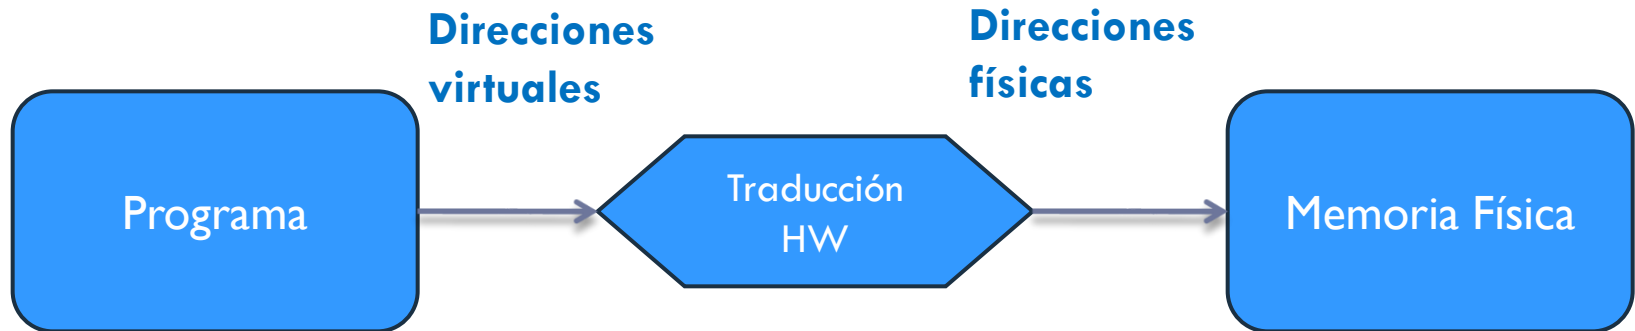 Direcciones
virtuales
Direcciones
físicas
Programa
Traducción
HW
Memoria Física